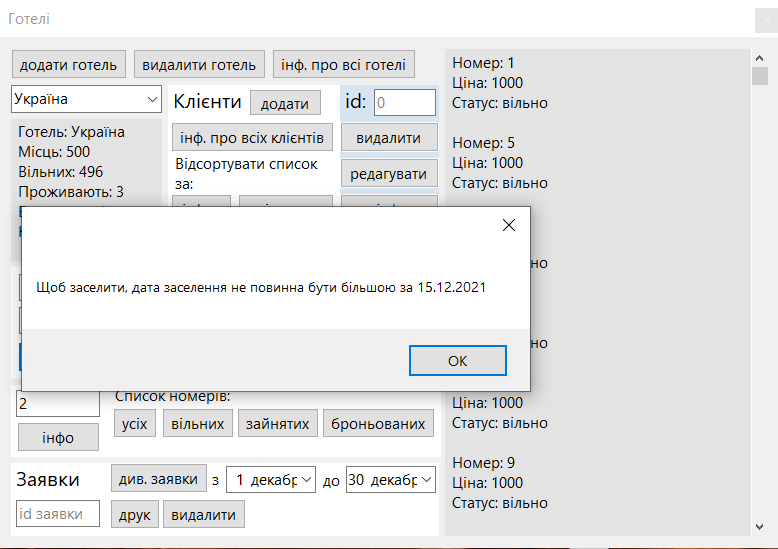 Готелі
додати готель
видалити готель
інф. про всі готелі
Україна
Готель: Україна
Місць: 500
Вільних: 496
Проживають: 3
Клієнти
додати
id:
0
інф. про всіх клієнтів
видалити
Відсортувати список
за:
редагувати
Щоб заселити, дата заселення не повинна бути більшою за 15.12.2021
OK
Список номерів:
2
усіх
вільних
зайнятих
броньованих
інфо
Заявки
див. заявки
з
1 декабр
до
30 декабр
id заявки
друк
видалити
Номер: 1
Ціна: 1000
Статус: вільно
Номер: 5
Ціна: 1000
Статус: вільно
Ціна: 1000
Статус: вільно
Номер: 9
Ціна: 1000
Статус: вільно